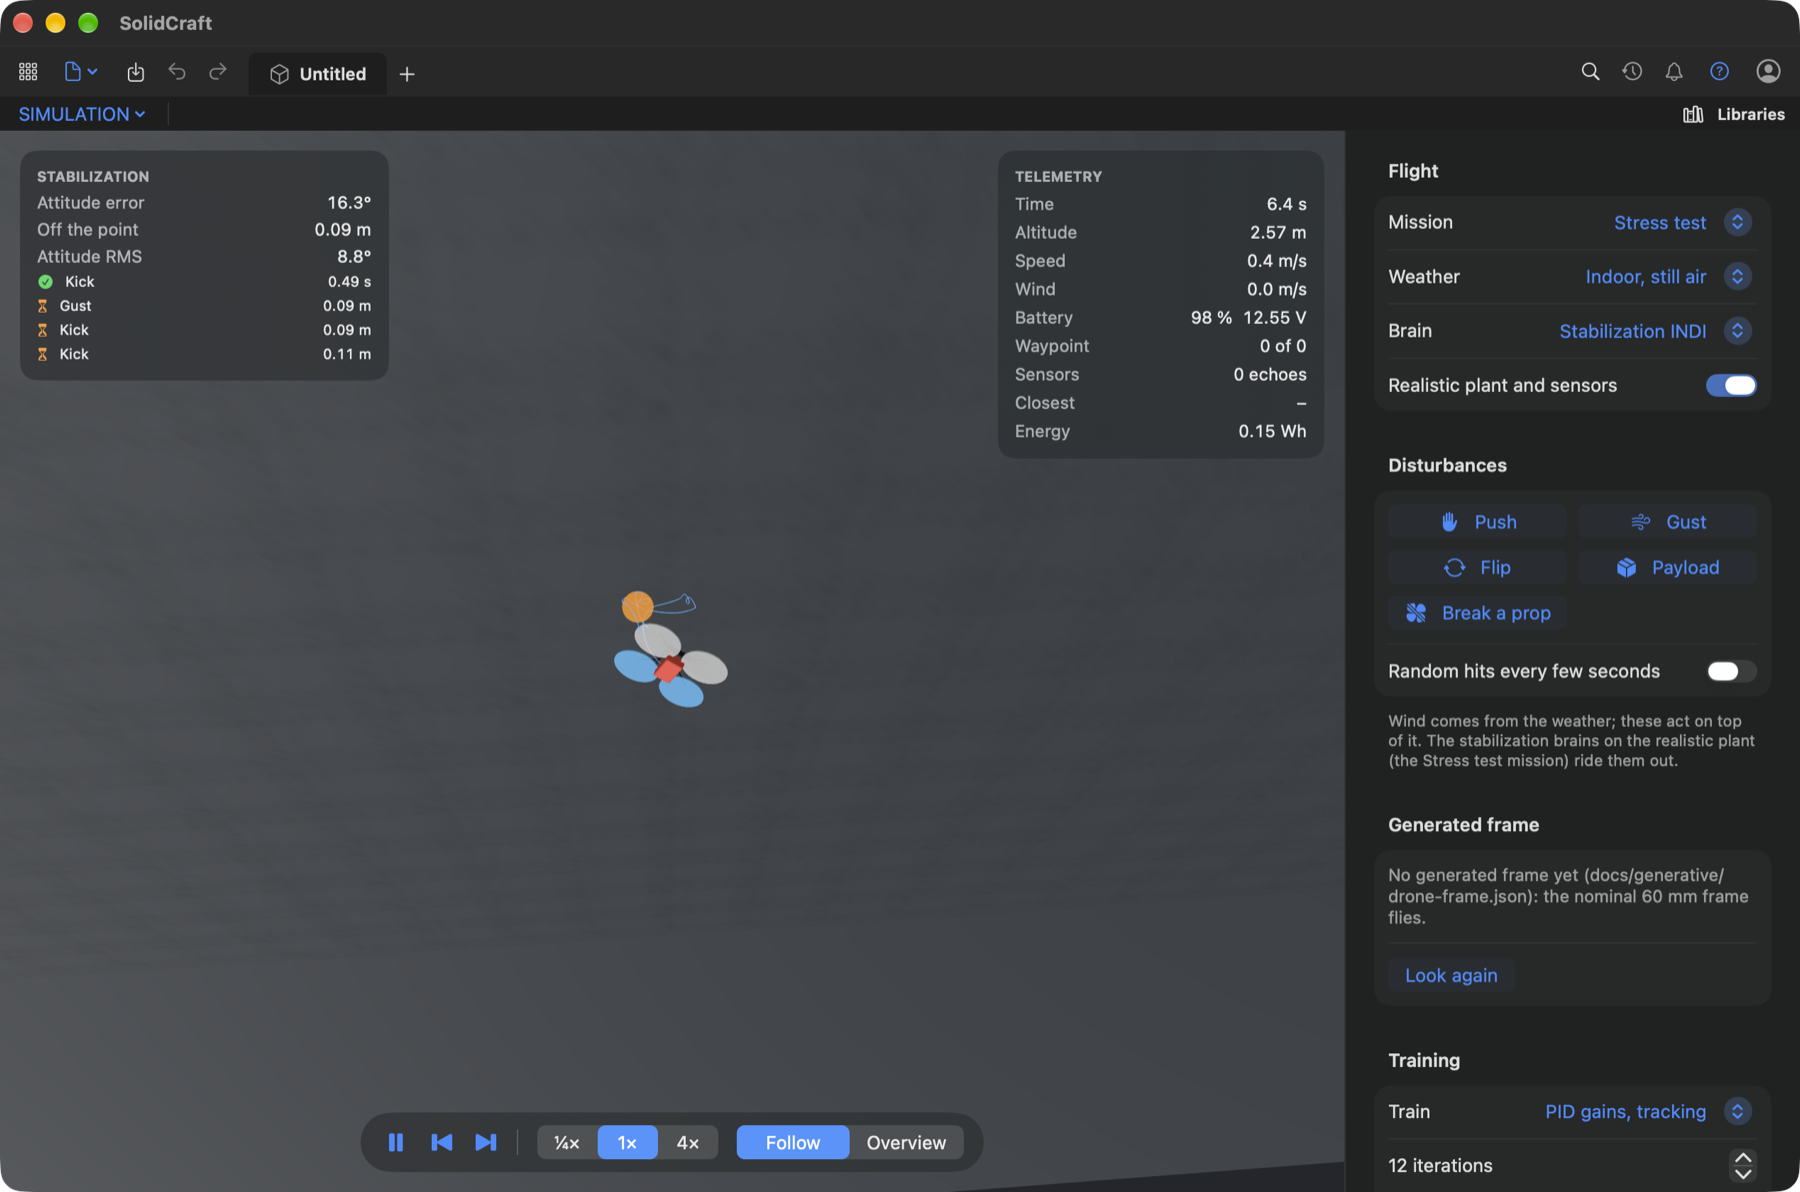 SolidCraft
Untitled
SIMULATION
Libraries
STABILIZATION
Attitude error 16.3°
Off the point 0.09 m
Attitude RMS 8.8°
Kick 0.49 s
Gust 0.09 m
Kick 0.09 m
Kick 0.11 m
TELEMETRY
Time 6.4 s
Altitude 2.57 m
Speed 0.4 m/s
Wind 0.0 m/s
Battery 98 % 12.55 V
Waypoint 0 of 0
Sensors 0 echoes
Closest –
Energy 0.15 Wh
Flight
Mission Stress test
Weather Indoor, still air
Brain Stabilization INDI
Realistic plant and sensors
Disturbances
Push Gust
Flip Payload
Break a prop
Random hits every few seconds
Wind comes from the weather; these act on top
of it. The stabilization brains on the realistic plant
(the Stress test mission) ride them out.
Generated frame
No generated frame yet (docs/generative/
drone-frame.json): the nominal 60 mm frame
flies.
Look again
Training
Train PID gains, tracking
12 iterations
¼x 1x 4x Follow Overview